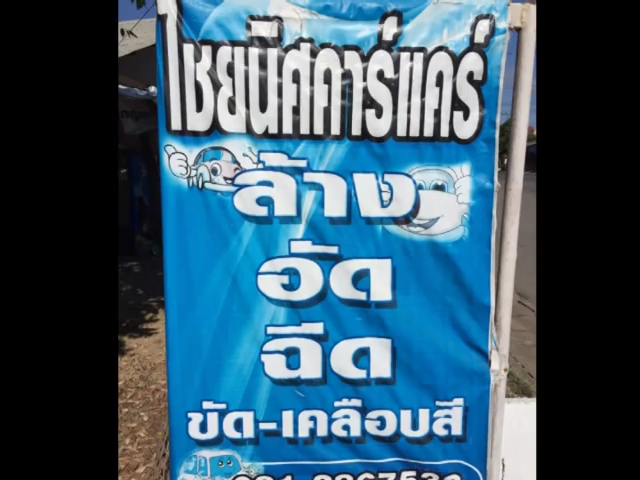 ไชยนิศคาร์แคร์
ล้าง
อัด
ฉีด
ขัด-เคลือบสี